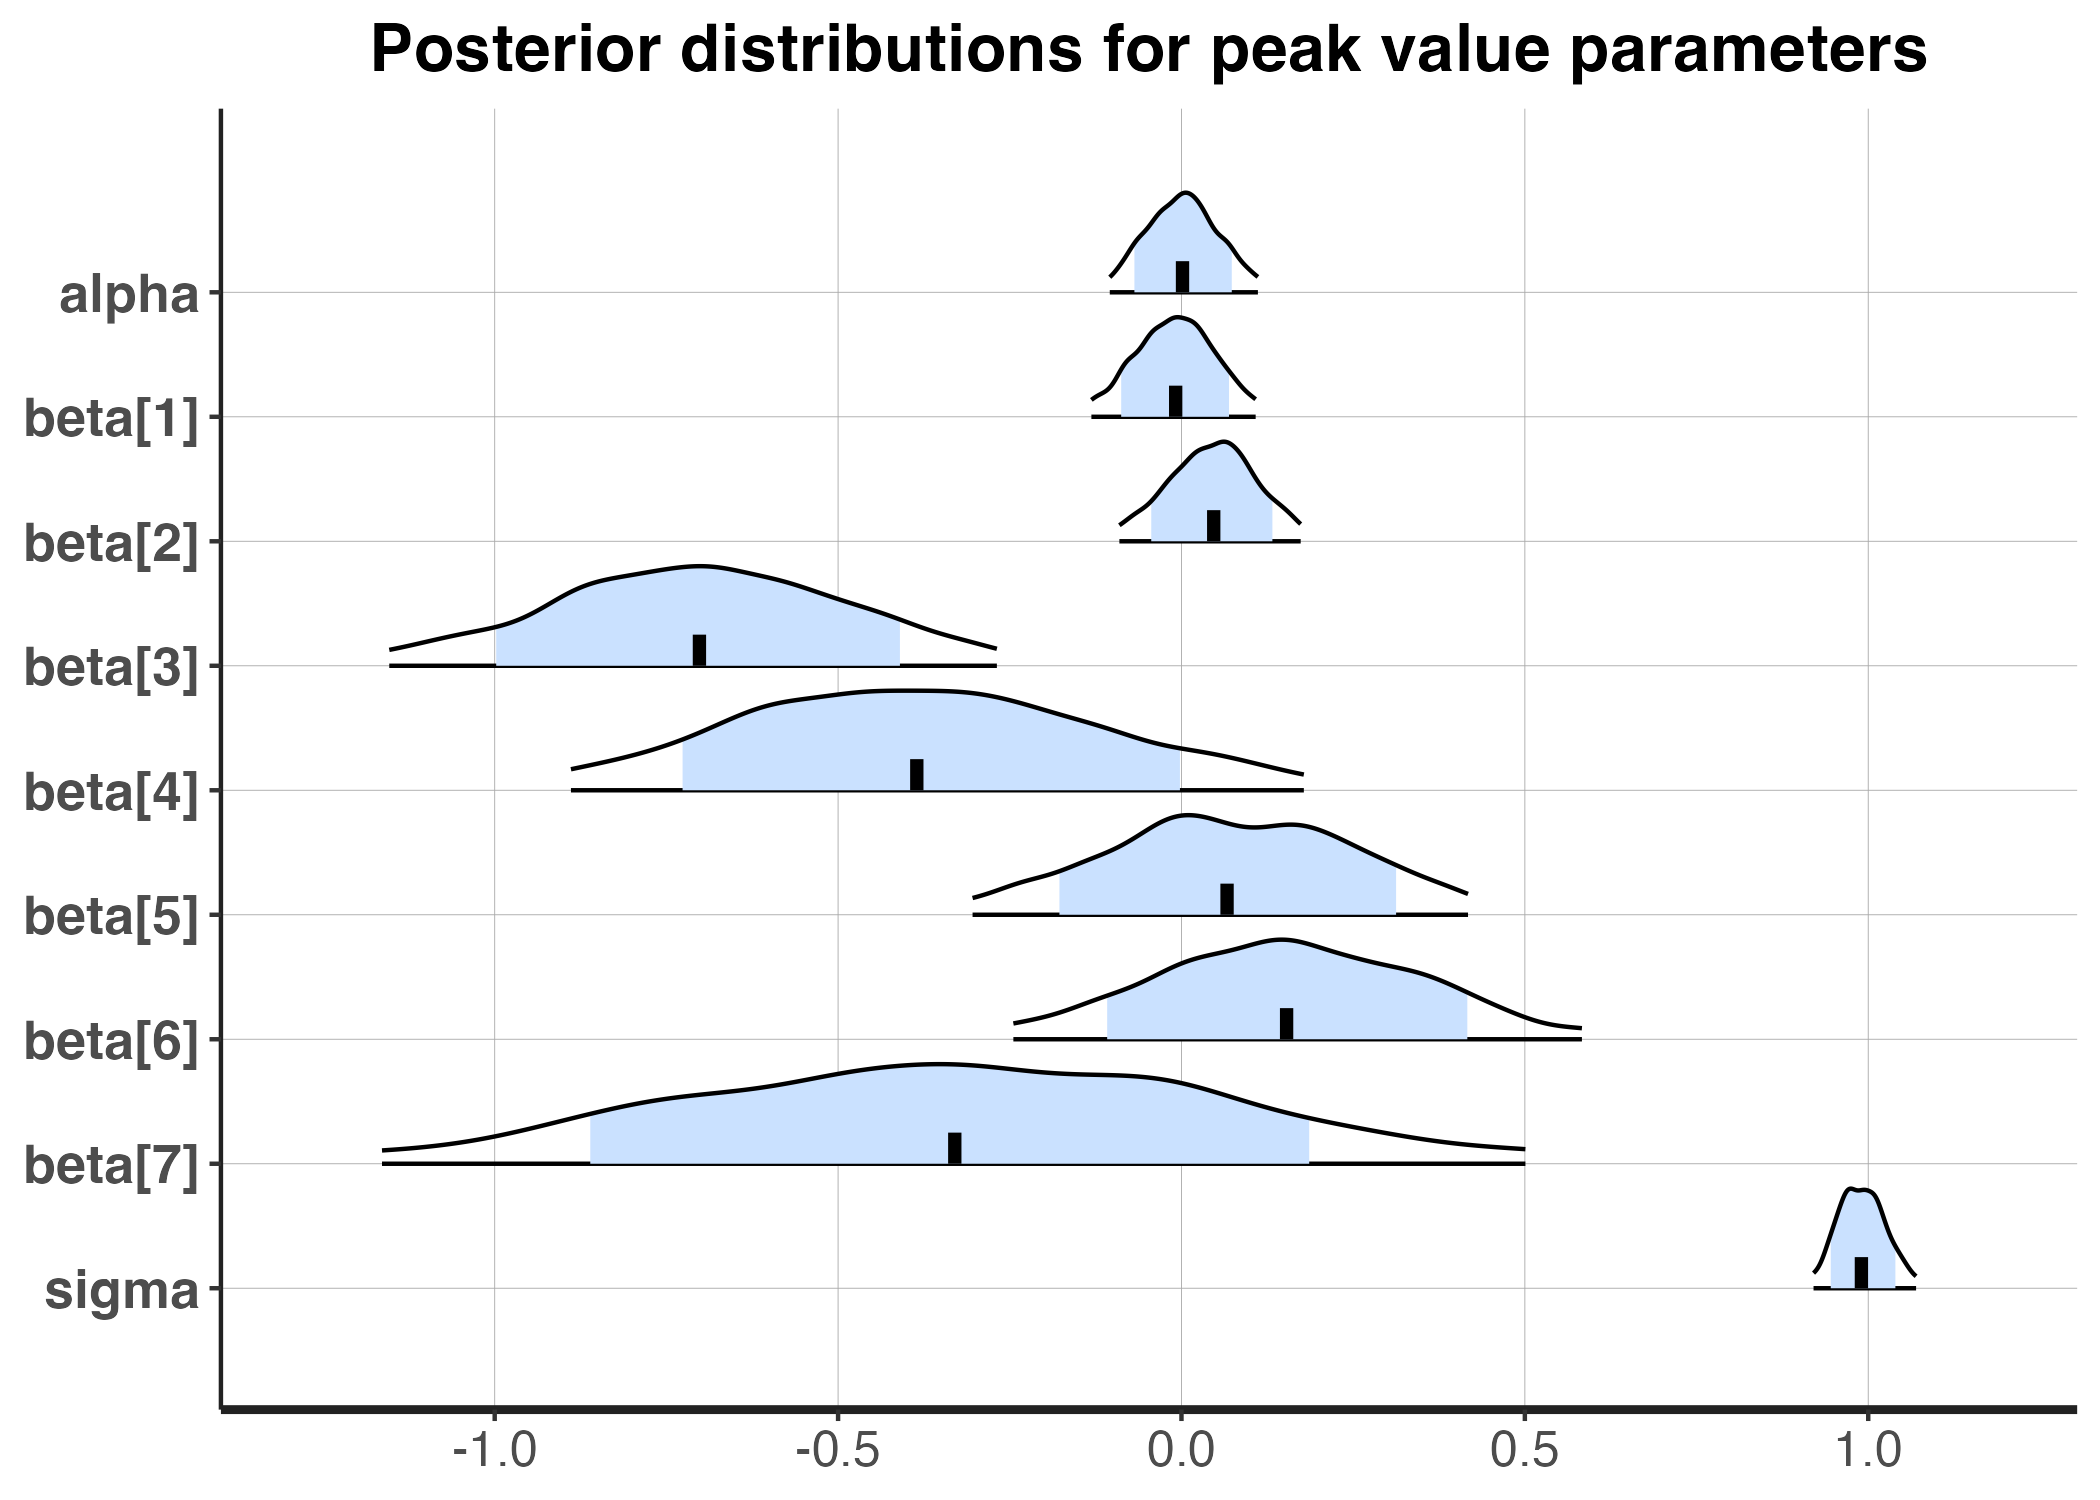 Posterior distributions for peak value parameters
alpha
beta[1]
beta[2]
beta[3]
beta[4]
beta[5]
beta[6]
beta[7]
sigma
-1.0 -0.5 0.0 0.5 1.0